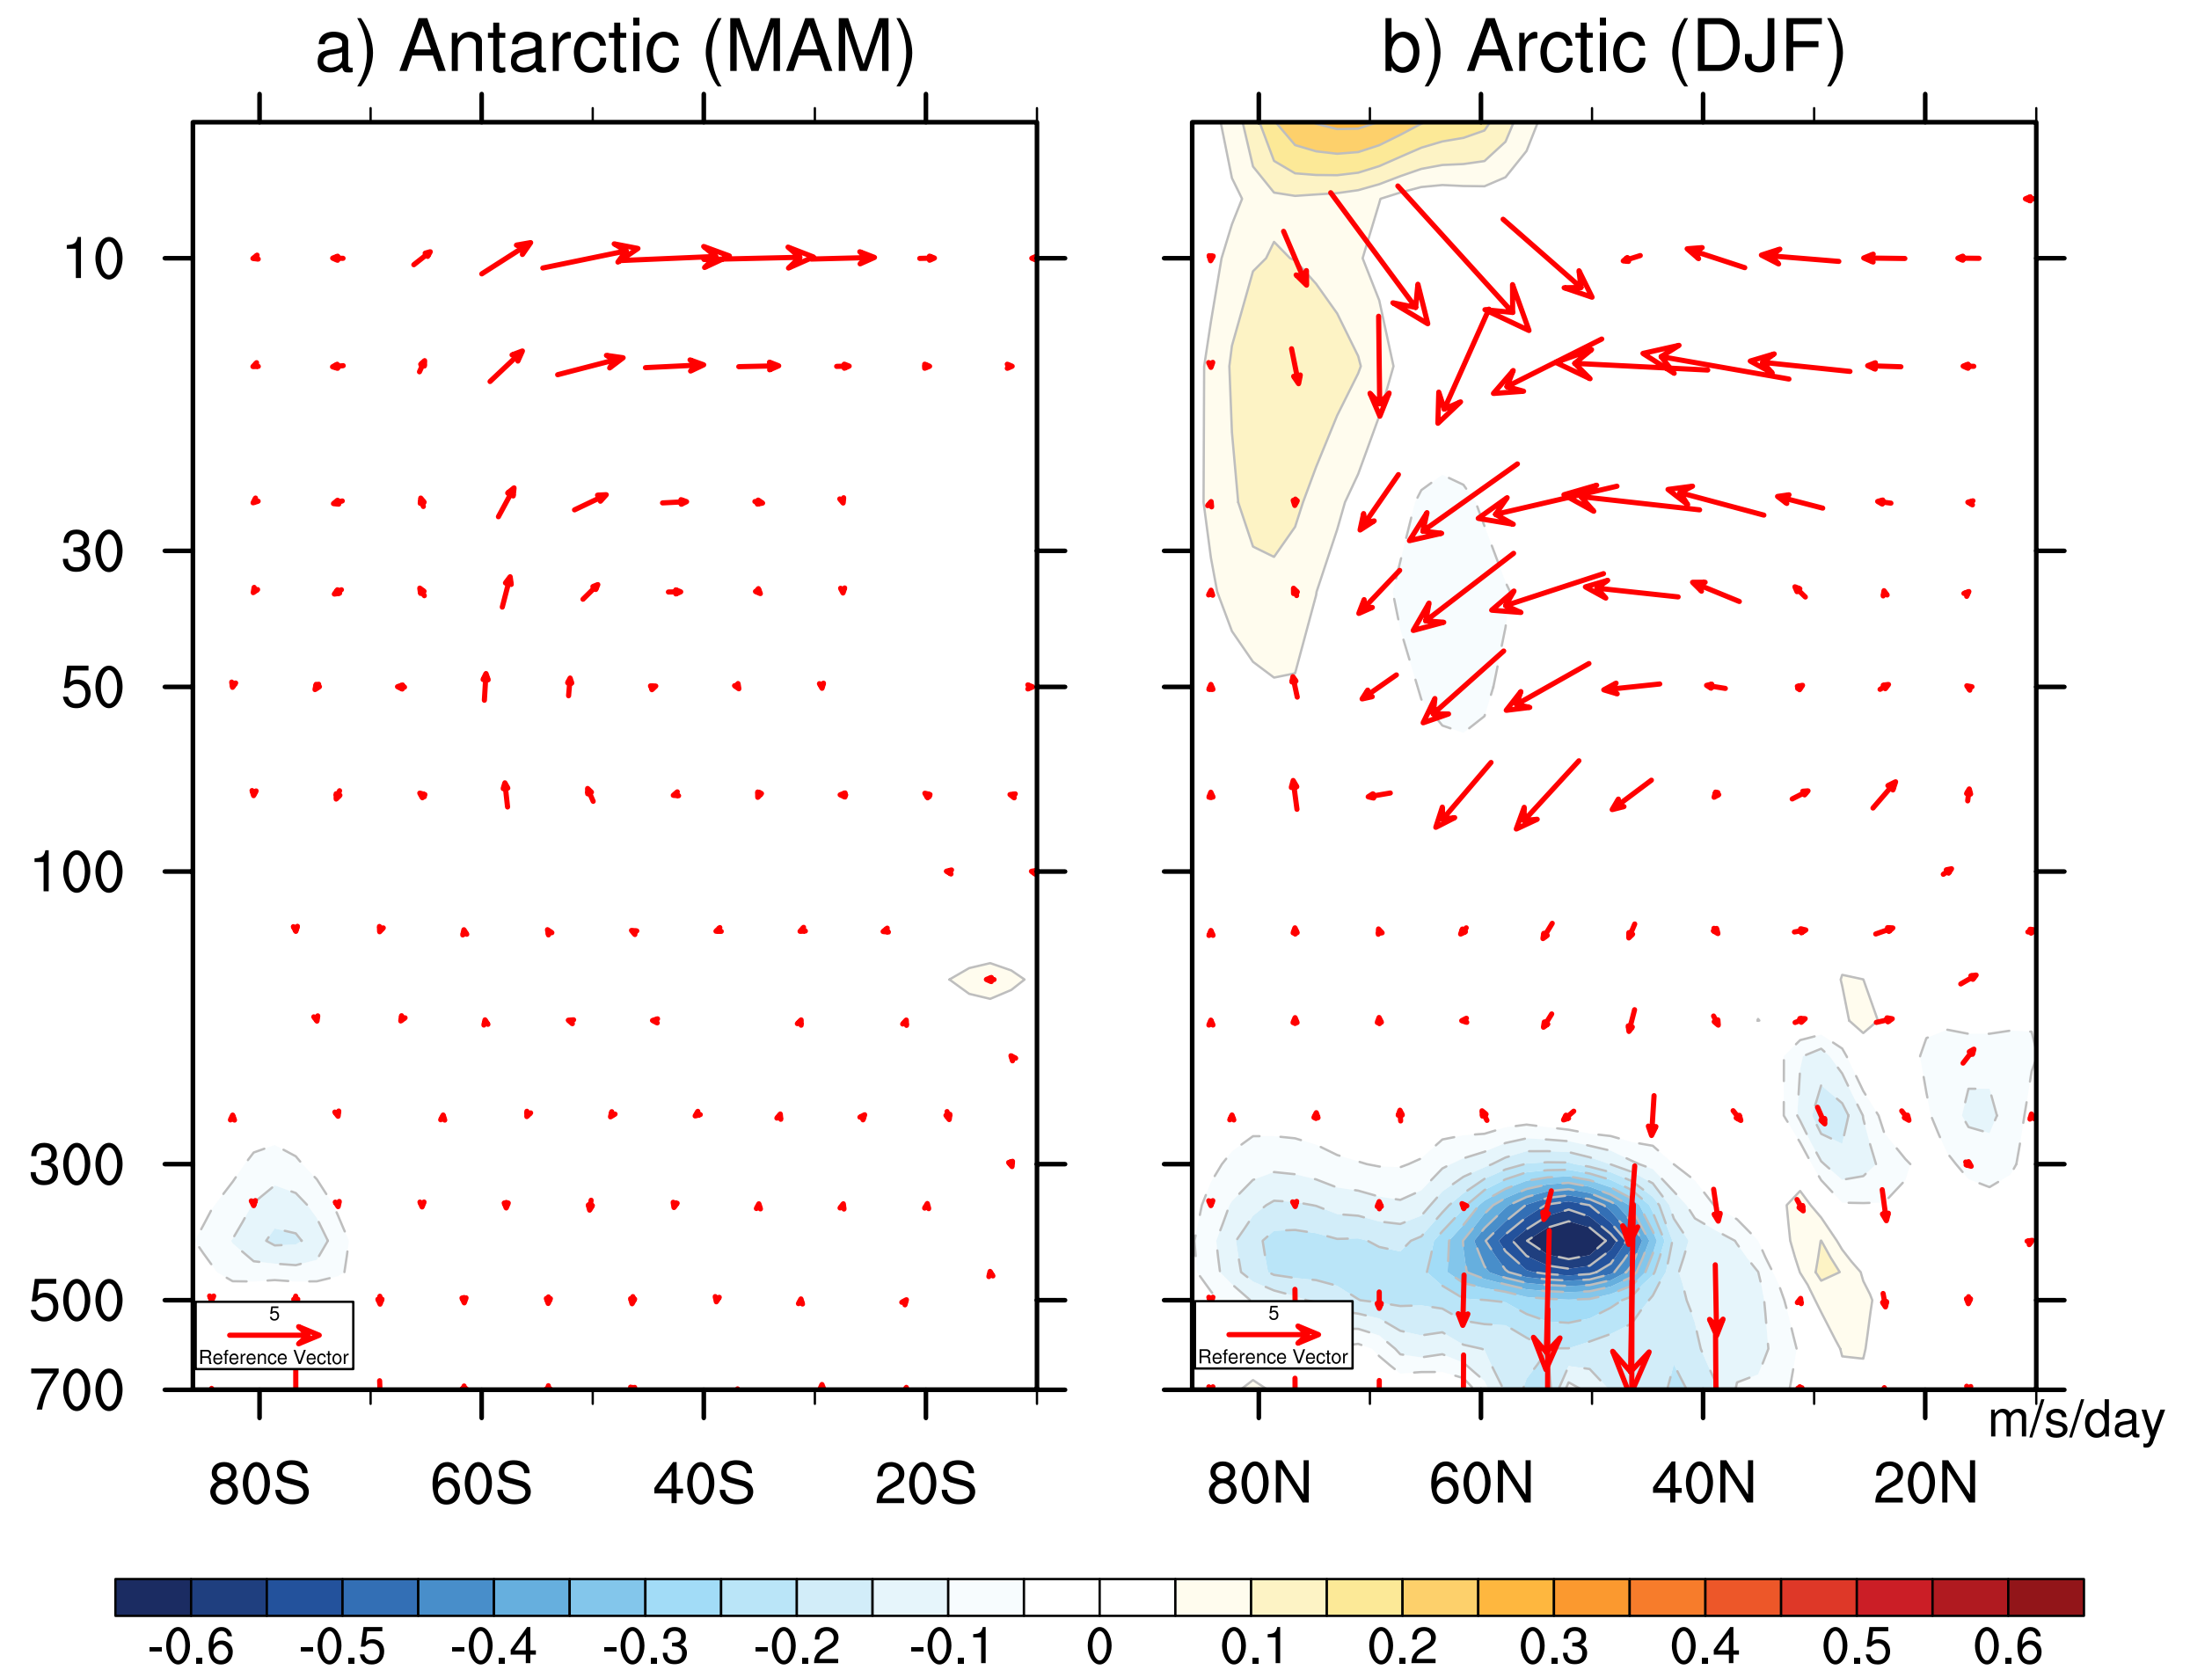 a) Antarctic (MAM)
b) Arctic (DJF)
10
30
50
100
300
500
700
5
Reference Vector
5
Reference Vector
80S 60S 40S 20S
80N 60N 40N 20N
m/s/day
-0.6 -0.5 -0.4 -0.3 -0.2 -0.1 0 0.1 0.2 0.3 0.4 0.5 0.6